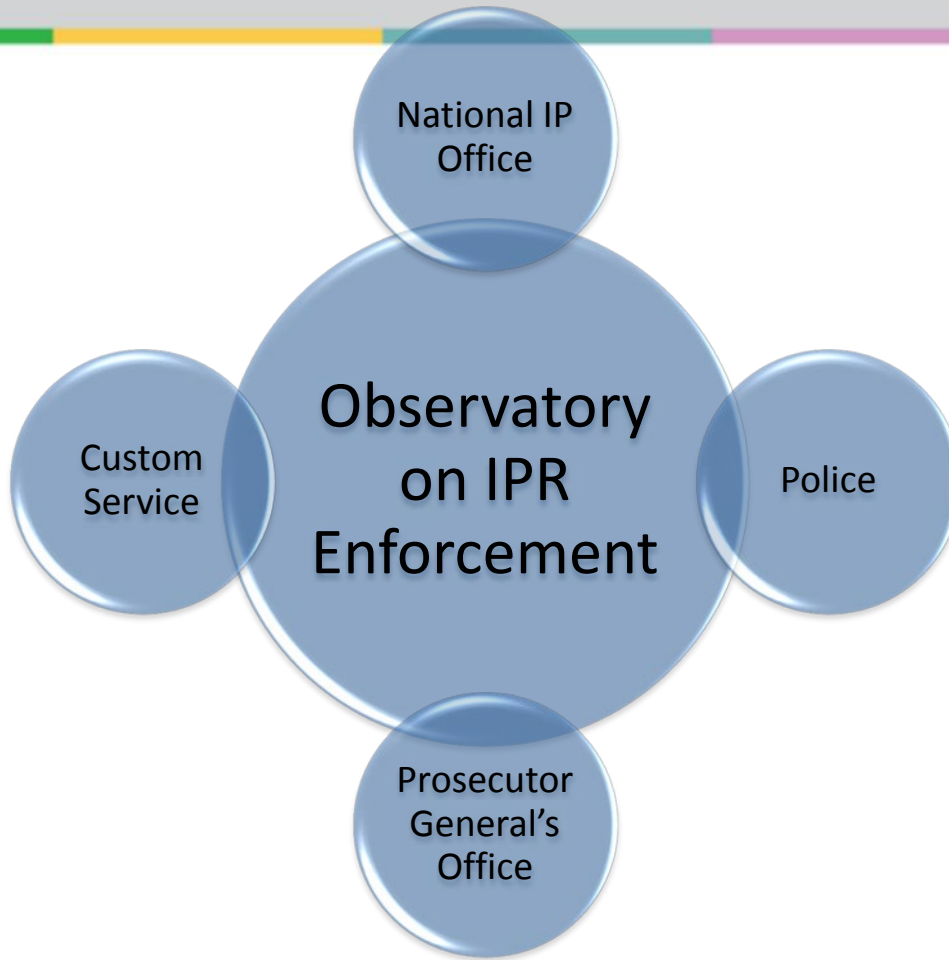 National IP
Office
Observatory
on IPR
Enforcement
Custom
Service
Police
Prosecutor
General’s
Office